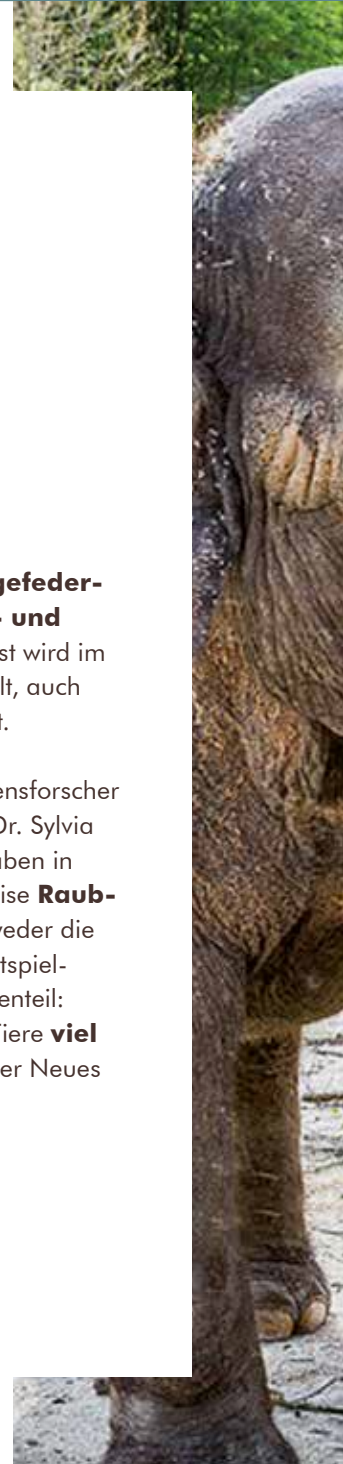 gefeder-
- und
st wird im
lt, auch
t.
ensforscher
Dr. Sylvia
aben in
ise Raub-
weder die
tspiel-
enteil:
Tiere viel
er Neues